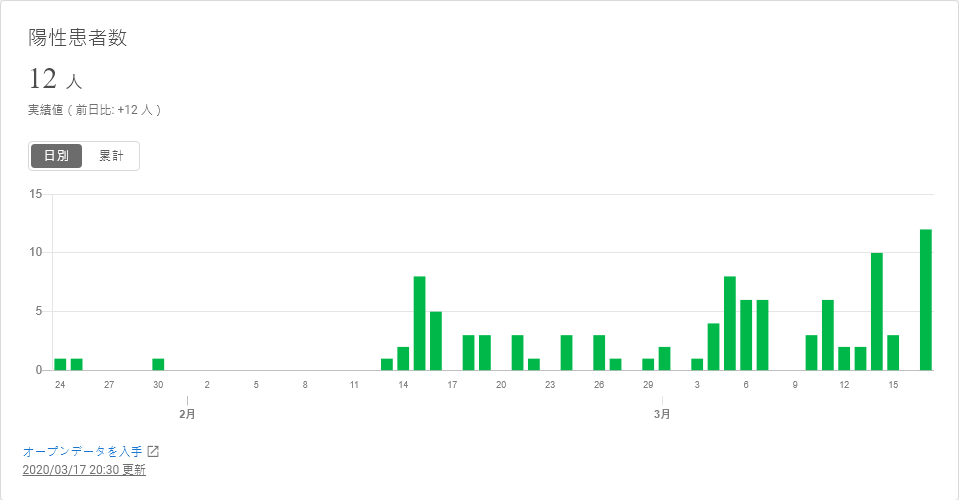 陽性患者数
12 人
実績値 ( 前日比: +12 人 )
日別 累計
15
10
5
0
24 27 30 2 5 8 11 14 17 20 23 26 29 3 6 9 12 15
2月 3月
オープンデータを入手
2020/03/17 20:30 更新